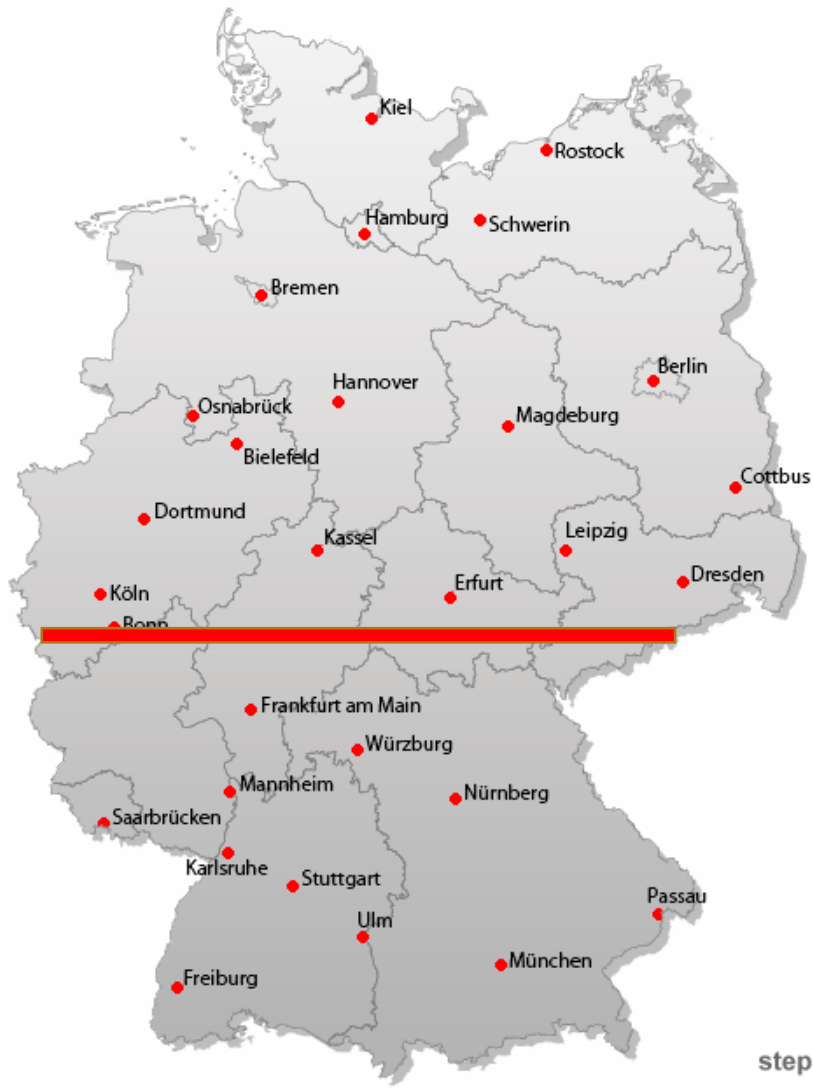 Kiel
Rostock
Hamburg
Schwerin
Bremen
Berlin
Hannover
Osnabrück
Magdeburg
Bielefeld
Cottbus
Dortmund
Leipzig
Kassel
Dresden
Erfurt
Köln
Bonn
Frankfurt am Main
Würzburg
Mannheim
Nürnberg
Saarbrücken
Karlsruhe
Stuttgart
Passau
Ulm
München
Freiburg
step